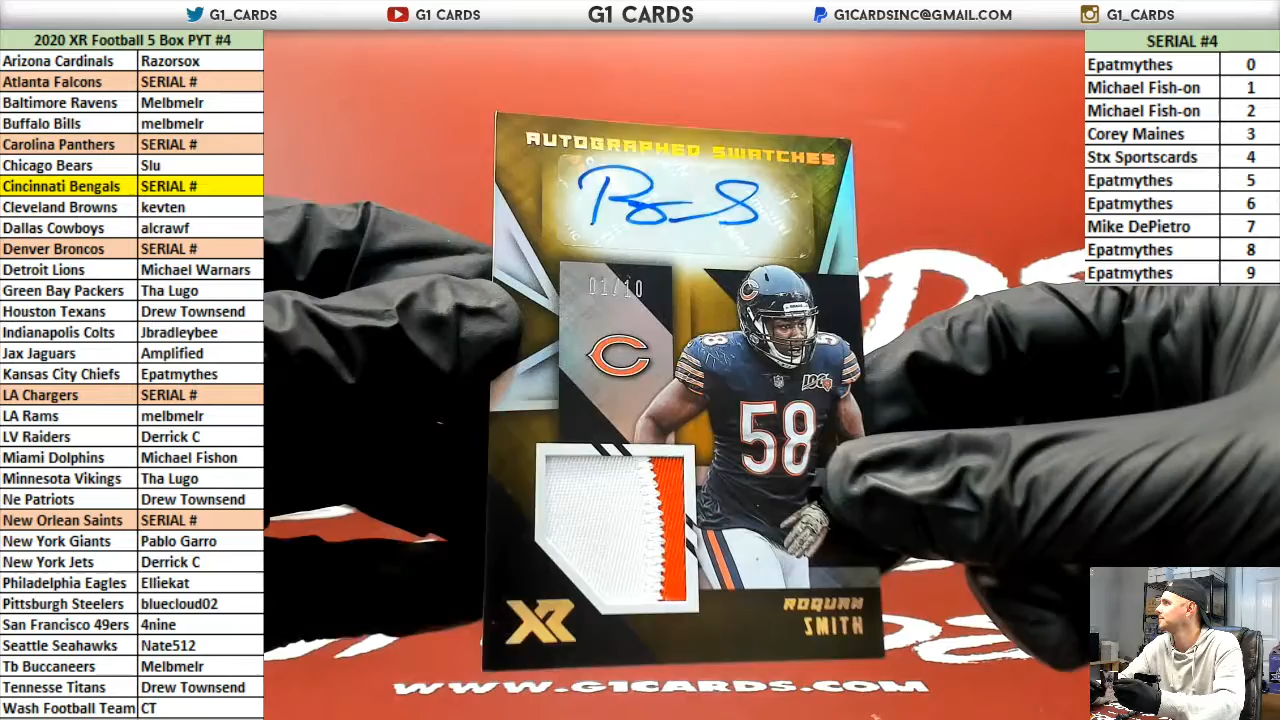 G1_CARDS
G1 CARDS
G1 CARDS
G1CARDSINC@GMAIL.COM
G1_CARDS
2020 XR Football 5 Box PYT #4
Arizona Cardinals Razorsox
Atlanta Falcons SERIAL #
Baltimore Ravens Melbmelr
Buffalo Bills melbmelr
Carolina Panthers SERIAL #
Chicago Bears Slu
Cincinnati Bengals SERIAL #
Cleveland Browns kevten
Dallas Cowboys alcrawf
Denver Broncos SERIAL #
Detroit Lions Michael Warnars
Green Bay Packers Tha Lugo
Houston Texans Drew Townsend
Indianapolis Colts Jbradleybee
Jax Jaguars Amplified
Kansas City Chiefs Epatmythes
LA Chargers SERIAL #
LA Rams melbmelr
LV Raiders Derrick C
Miami Dolphins Michael Fishon
Minnesota Vikings Tha Lugo
Ne Patriots Drew Townsend
New Orlean Saints SERIAL #
New York Giants Pablo Garro
New York Jets Derrick C
Philadelphia Eagles Elliekat
Pittsburgh Steelers bluecloud02
San Francisco 49ers 4nine
Seattle Seahawks Nate512
Tb Buccaneers Melbmelr
Tennesse Titans Drew Townsend
Wash Football Team CT
AUTOGRAPHED SWATCHES
01/10
C
58
58
XR
ROQUAN
SMITH
WWW.G1CARDS.COM
SERIAL #4
Epatmythes 0
Michael Fish-on 1
Michael Fish-on 2
Corey Maines 3
Stx Sportscards 4
Epatmythes 5
Epatmythes 6
Mike DePietro 7
Epatmythes 8
Epatmythes 9